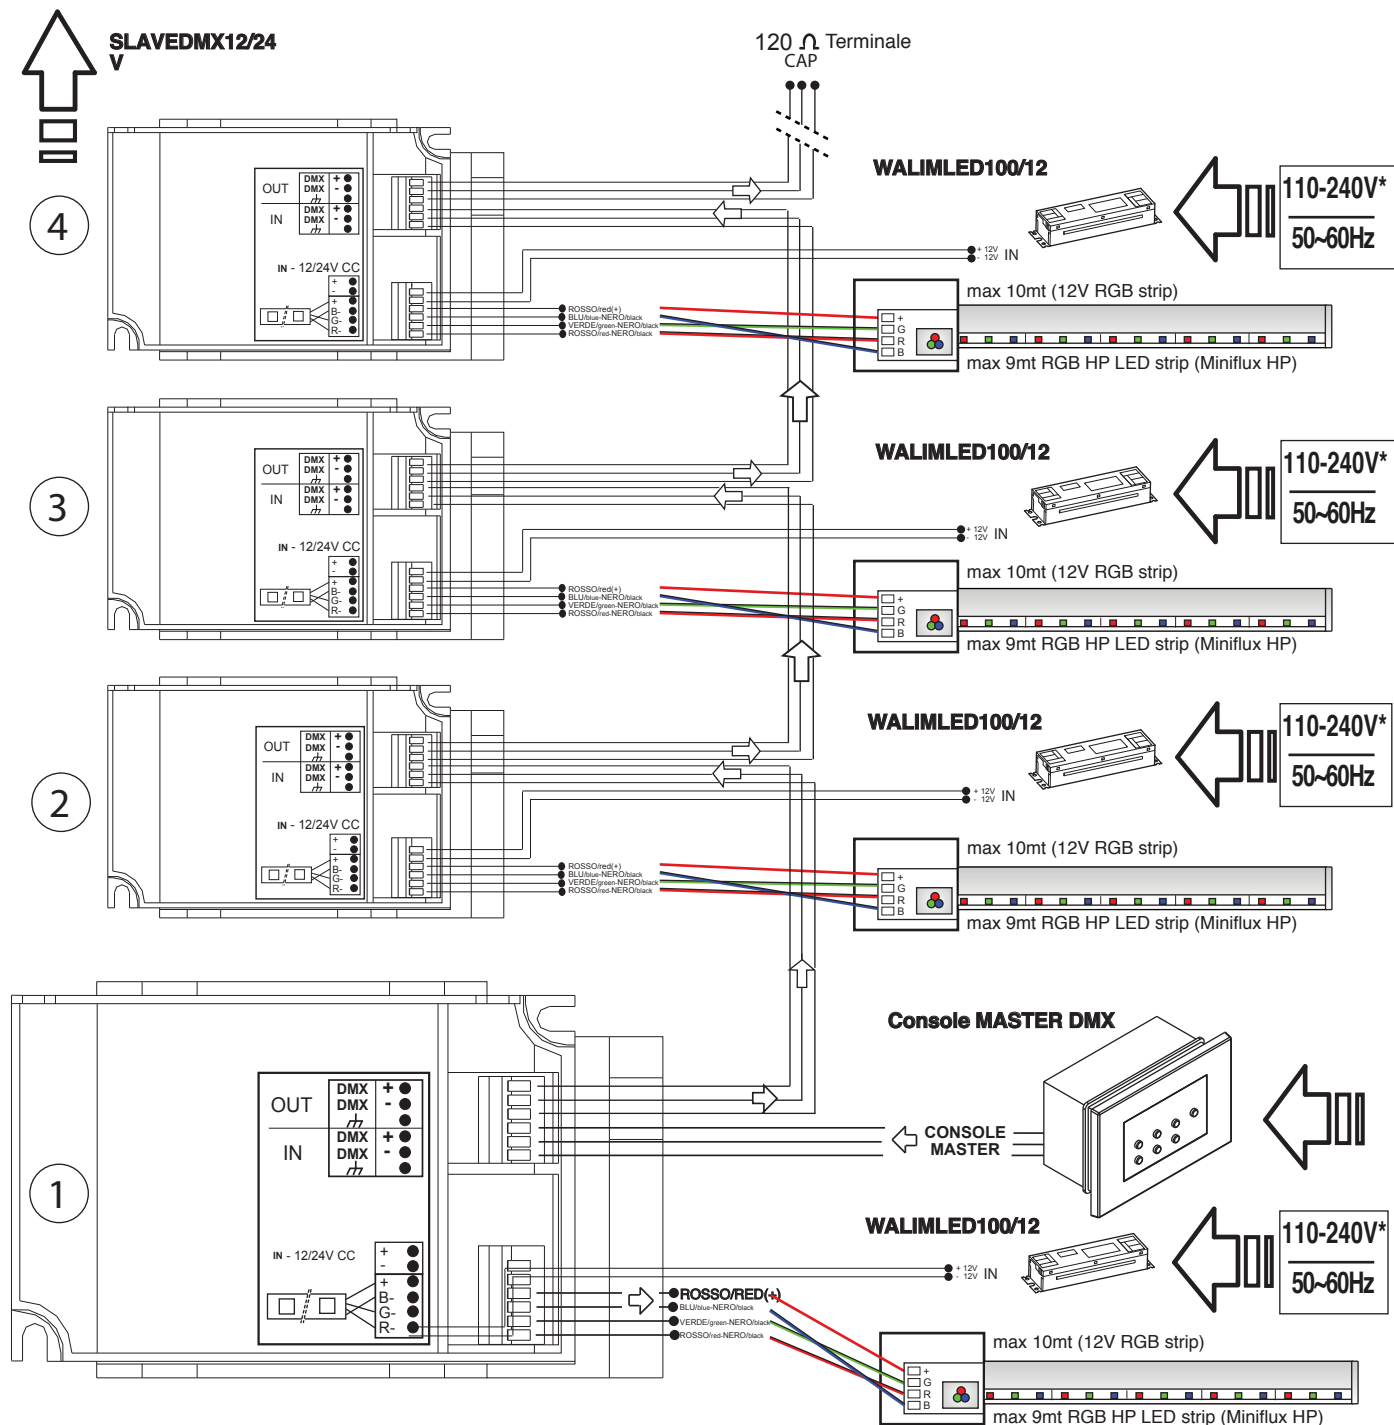 SLAVEDMX12/24
V
120 Ω Terminale
CAP
WALIMLED100/12
110-240V*
50~60Hz
4
OUT
DMX +
DMX -
IN
DMX +
DMX -
IN - 12/24V CC
+
-
+
B-
G-
R-
+ 12V
- 12V
IN
ROSSO/red(+)
BLU/blue-NERO/black
VERDE/green-NERO/black
ROSSO/red-NERO/black
+
G
R
B
max 10mt (12V RGB strip)
max 9mt RGB HP LED strip (Miniflux HP)
WALIMLED100/12
110-240V*
50~60Hz
3
OUT
DMX +
DMX -
IN
DMX +
DMX -
IN - 12/24V CC
+
-
+
B-
G-
R-
+ 12V
- 12V
IN
ROSSO/red(+)
BLU/blue-NERO/black
VERDE/green-NERO/black
ROSSO/red-NERO/black
+
G
R
B
max 10mt (12V RGB strip)
max 9mt RGB HP LED strip (Miniflux HP)
WALIMLED100/12
110-240V*
50~60Hz
2
OUT
DMX +
DMX -
IN
DMX +
DMX -
IN - 12/24V CC
+
-
+
B-
G-
R-
+ 12V
- 12V
IN
ROSSO/red(+)
BLU/blue-NERO/black
VERDE/green-NERO/black
ROSSO/red-NERO/black
+
G
R
B
max 10mt (12V RGB strip)
max 9mt RGB HP LED strip (Miniflux HP)
Console MASTER DMX
CONSOLE
MASTER
1
OUT
DMX +
DMX -
IN
DMX +
DMX -
IN - 12/24V CC
+
-
+
B-
G-
R-
WALIMLED100/12
110-240V*
50~60Hz
+ 12V
- 12V
IN
ROSSO/RED(+)
BLU/blue-NERO/black
VERDE/green-NERO/black
ROSSO/red-NERO/black
+
G
R
B
max 10mt (12V RGB strip)
max 9mt RGB HP LED strip (Miniflux HP)